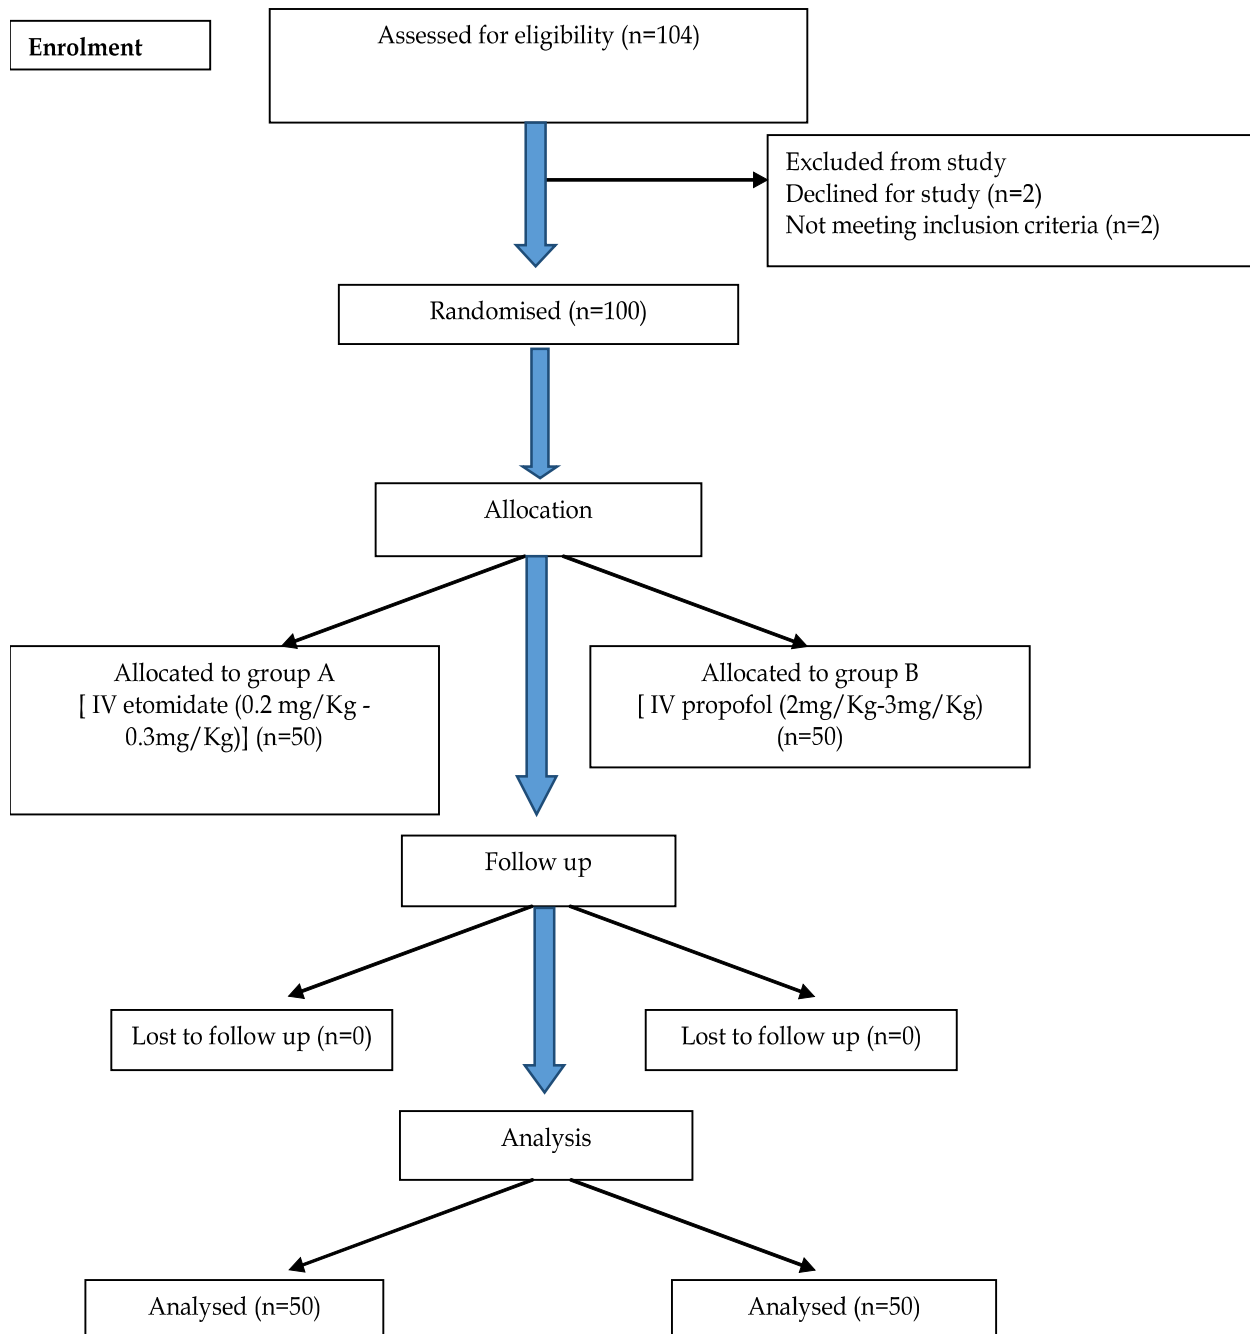 Enrolment
Assessed for eligibility (n=104)
Excluded from study
Declined for study (n=2)
Not meeting inclusion criteria (n=2)
Randomised (n=100)
Allocation
Allocated to group A
[ IV etomidate (0.2 mg/Kg -
0.3mg/Kg)] (n=50)
Allocated to group B
[ IV propofol (2mg/Kg-3mg/Kg)
(n=50)
Follow up
Lost to follow up (n=0)
Lost to follow up (n=0)
Analysis
Analysed (n=50)
Analysed (n=50)